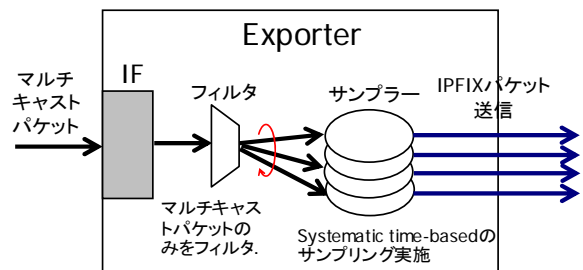 Exporter
IF
マルチ
キャスト
パケット
フィルタ
サンプラー
IPFIXパケット
送信
マルチキャス
トパケットの
みをフィルタ.
Systematic time-basedの
サンプリング実施